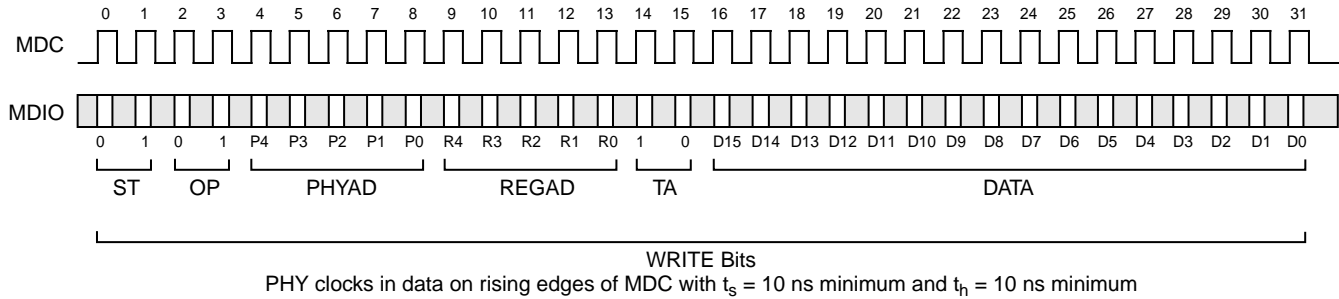 0 1 2 3 4 5 6 7 8 9 10 11 12 13 14 15 16 17 18 19 20 21 22 23 24 25 26 27 28 29 30 31
MDC
MDIO
0 1 0 1 P4 P3 P2 P1 P0 R4 R3 R2 R1 R0 1 0 D15 D14 D13 D12 D11 D10 D9 D8 D7 D6 D5 D4 D3 D2 D1 D0
ST OP PHYAD REGAD TA DATA
WRITE Bits
PHY clocks in data on rising edges of MDC with ts = 10 ns minimum and th = 10 ns minimum